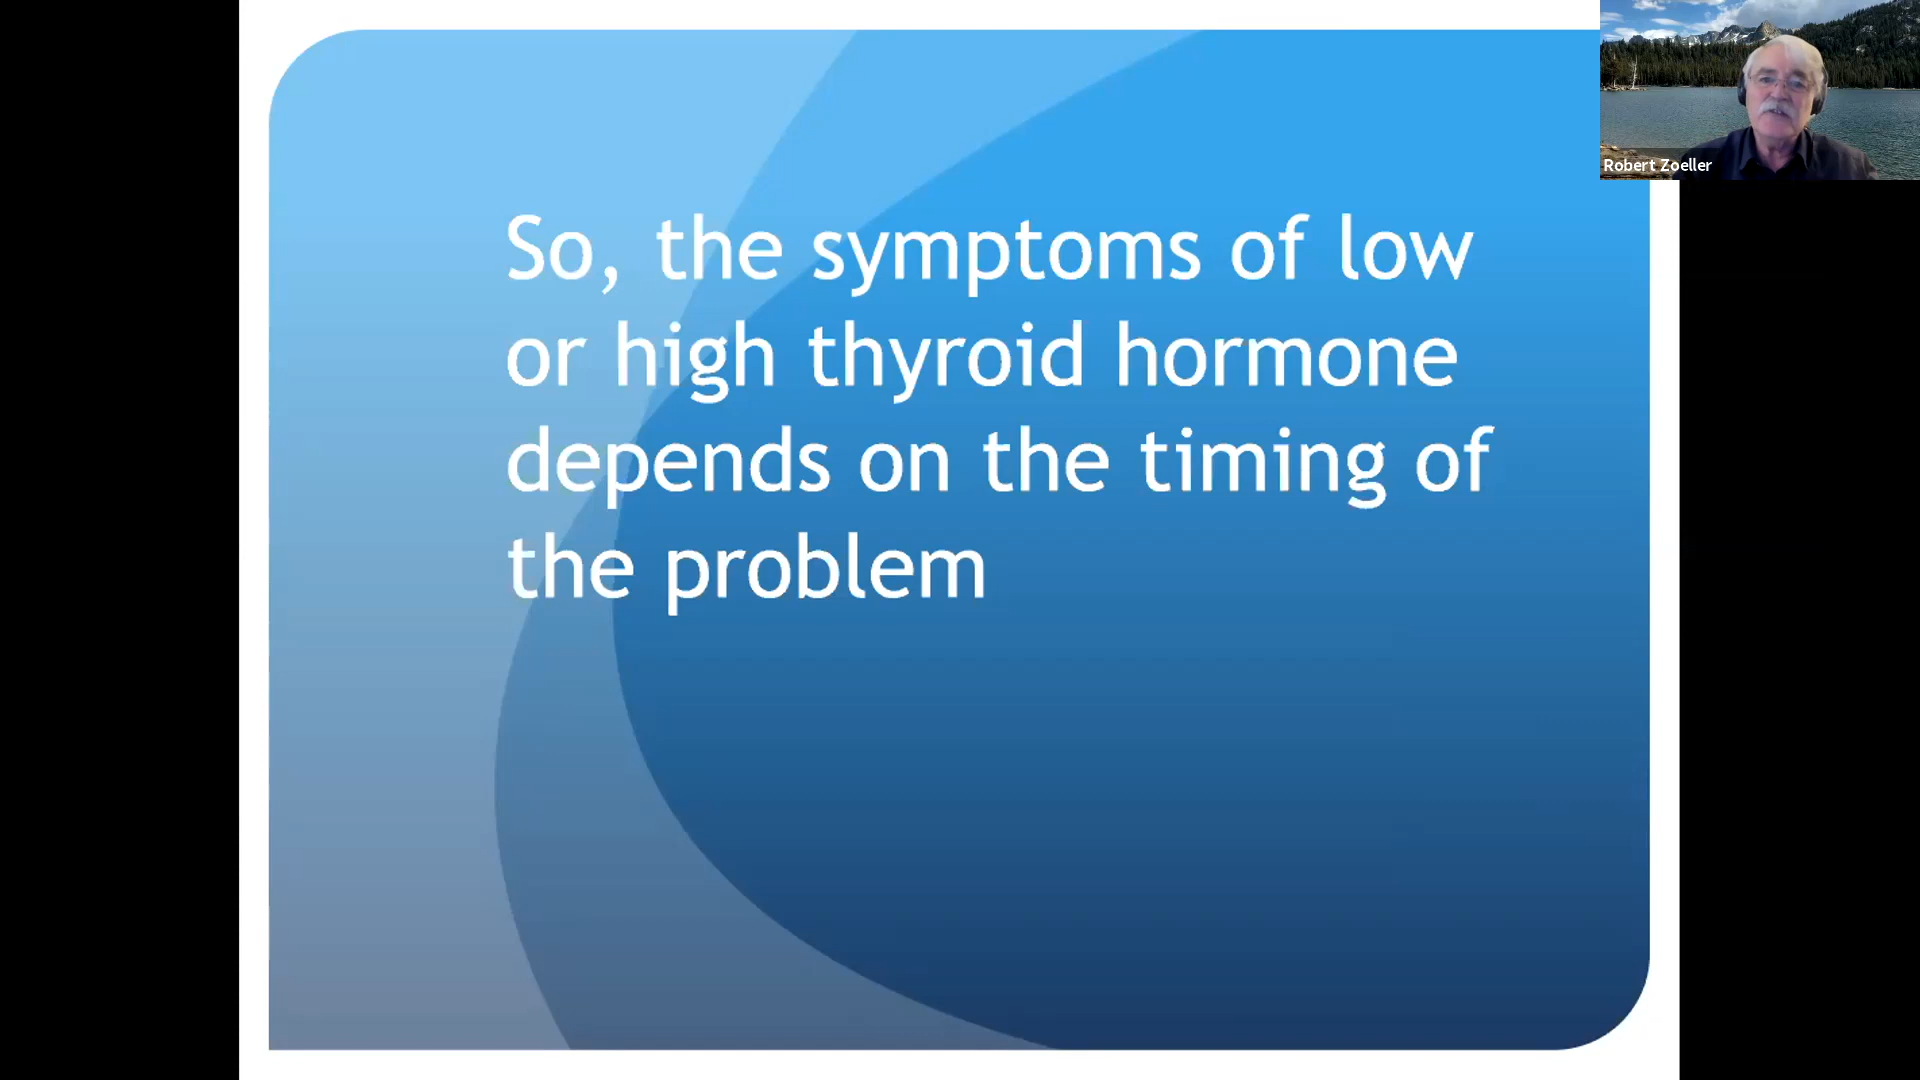 So, the symptoms of low
or high thyroid hormone
depends on the timing of
the problem
Robert Zoeller